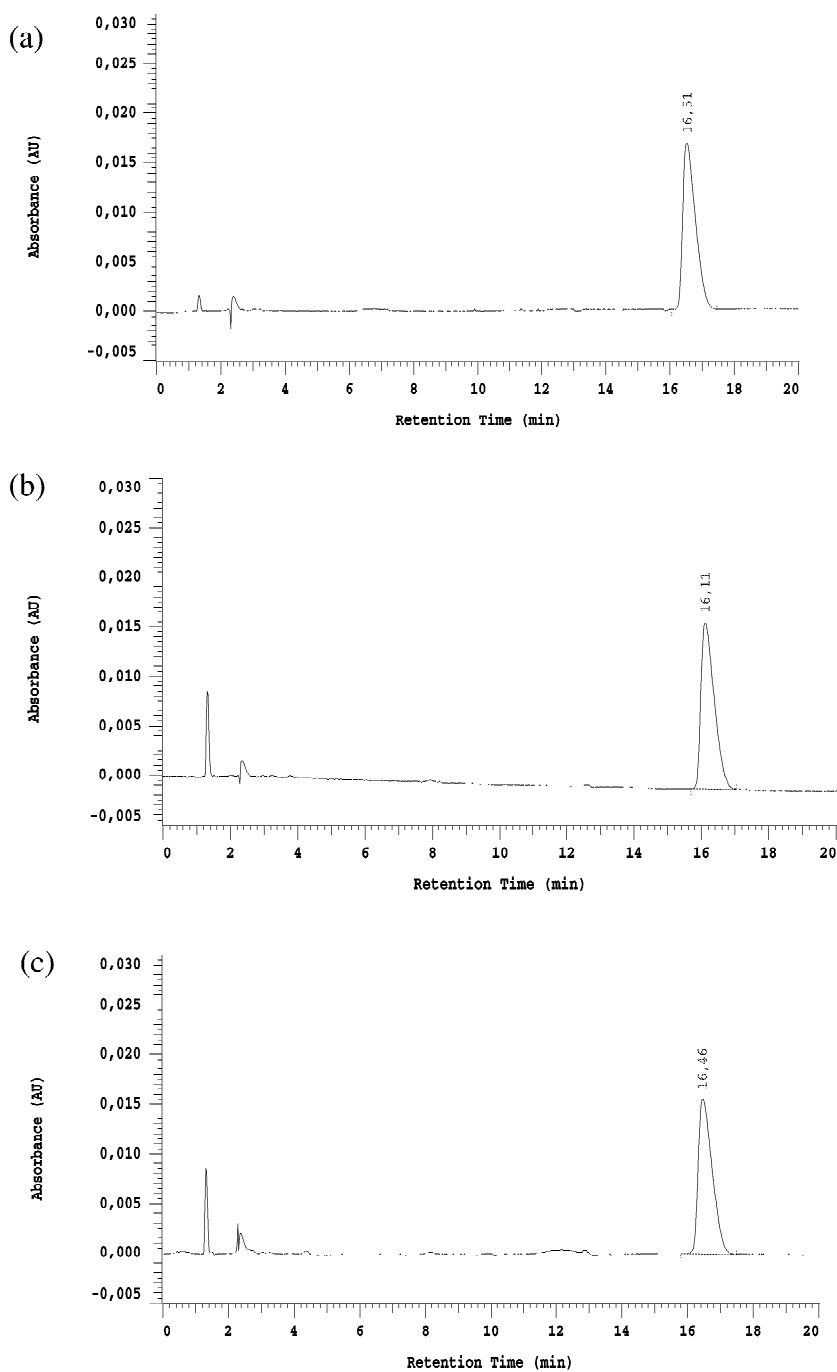 (a)
0,030
0,025
0,020
0,015
0,010
0,005
0,000
-0,005
Absorbance (AU)
16,51
0 2 4 6 8 10 12 14 16 18 20
Retention Time (min)
(b)
0,030
0,025
0,020
0,015
0,010
0,005
0,000
-0,005
Absorbance (AU)
16,11
0 2 4 6 8 10 12 14 16 18 20
Retention Time (min)
(c)
0,030
0,025
0,020
0,015
0,010
0,005
0,000
-0,005
Absorbance (AU)
16,46
0 2 4 6 8 10 12 14 16 18 20
Retention Time (min)